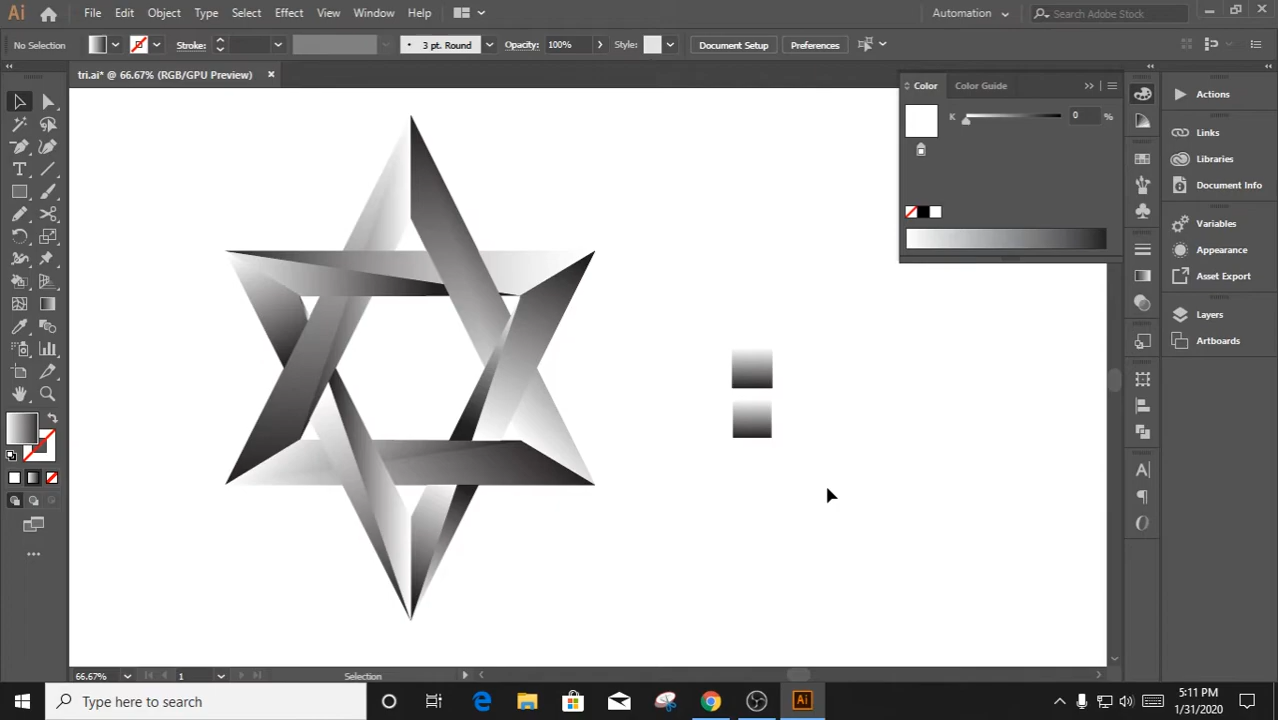 Ai File Edit Object Type Select Effect View Window Help Automation Search Adobe Stock
No Selection Stroke: 3 pt. Round Opacity: 100% Style: Document Setup Preferences
tri.ai* @ 66.67% (RGB/GPU Preview)
Color Color Guide
K 0 %
Actions
Links
Libraries
Document Info
Variables
Appearance
Asset Export
Layers
Artboards
66.67% 1 Selection
Type here to search
Ai
5:11 PM
1/31/2020